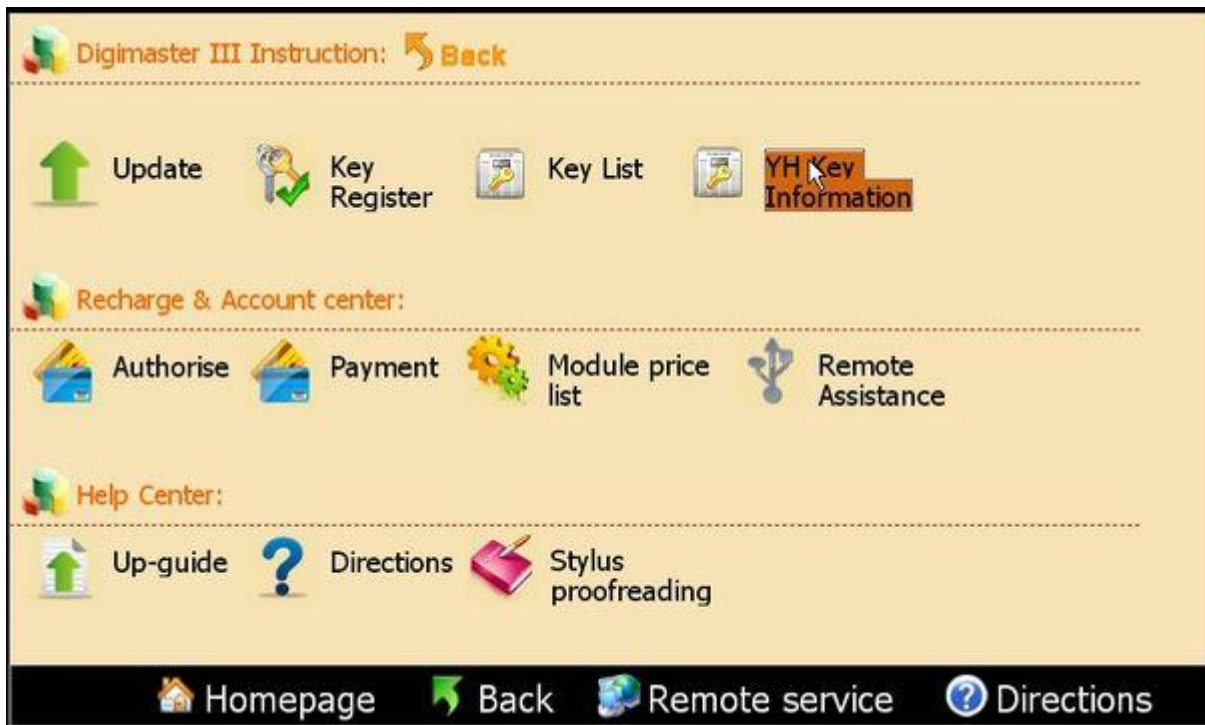 Digimaster III Instruction: Back
Update
Key
Register
Key List
YH Key
Information
Recharge & Account center:
Authorise
Payment
Module price
list
Remote
Assistance
Help Center:
Up-guide
Directions
Stylus
proofreading
Homepage Back Remote service Directions